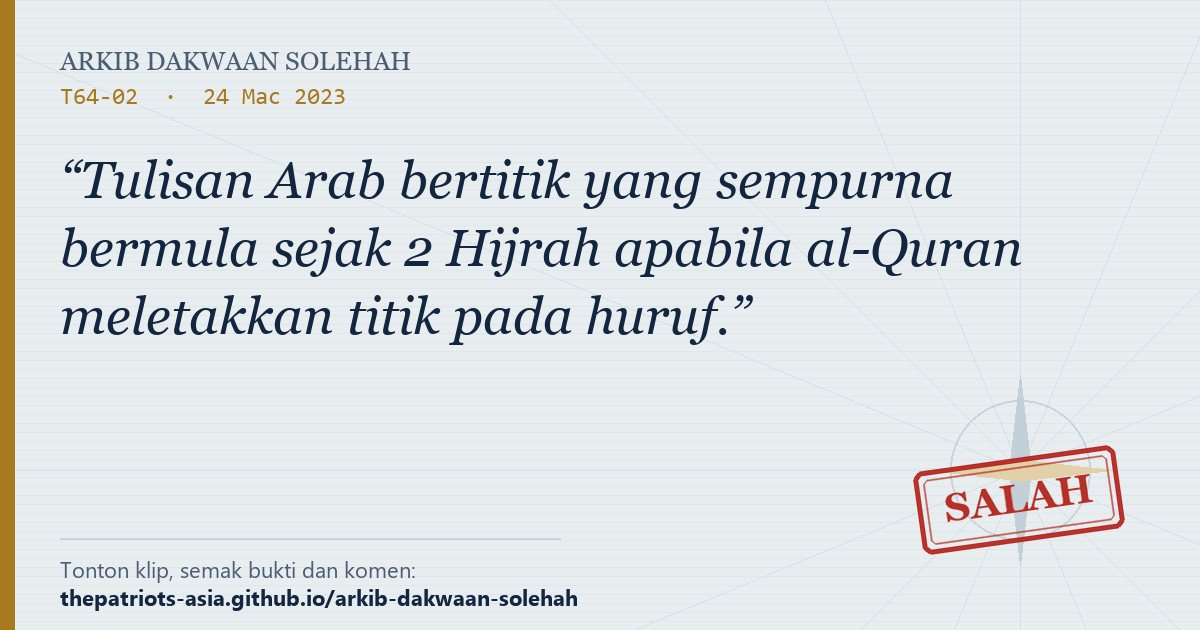 ARKIB DAKWAAN SOLEHAH
T64-02 · 24 Mac 2023
“Tulisan Arab bertitik yang sempurna
bermula sejak 2 Hijrah apabila al-Quran
meletakkan titik pada huruf.”
SALAH
Tonton klip, semak bukti dan komen:
thepatriots-asia.github.io/arkib-dakwaan-solehah